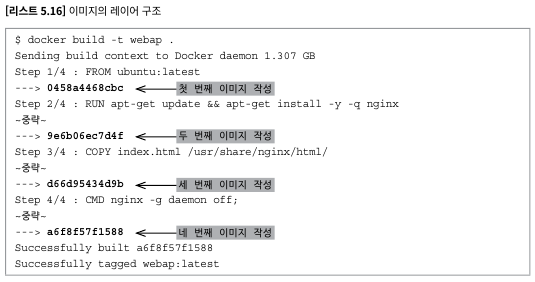 [리스트 5.16] 이미지의 레이어 구조
$ docker build -t webap .
Sending build context to Docker daemon 1.307 GB
Step 1/4 : FROM ubuntu:latest
---> 0458a4468cbc 첫 번째 이미지 작성
Step 2/4 : RUN apt-get update && apt-get install -y -q nginx
~중략~
---> 9e6b06ec7d4f 두 번째 이미지 작성
Step 3/4 : COPY index.html /usr/share/nginx/html/
~중략~
---> d66d95434d9b 세 번째 이미지 작성
Step 4/4 : CMD nginx -g daemon off;
~중략~
---> a6f8f57f1588 네 번째 이미지 작성
Successfully built a6f8f57f1588
Successfully tagged webap:latest